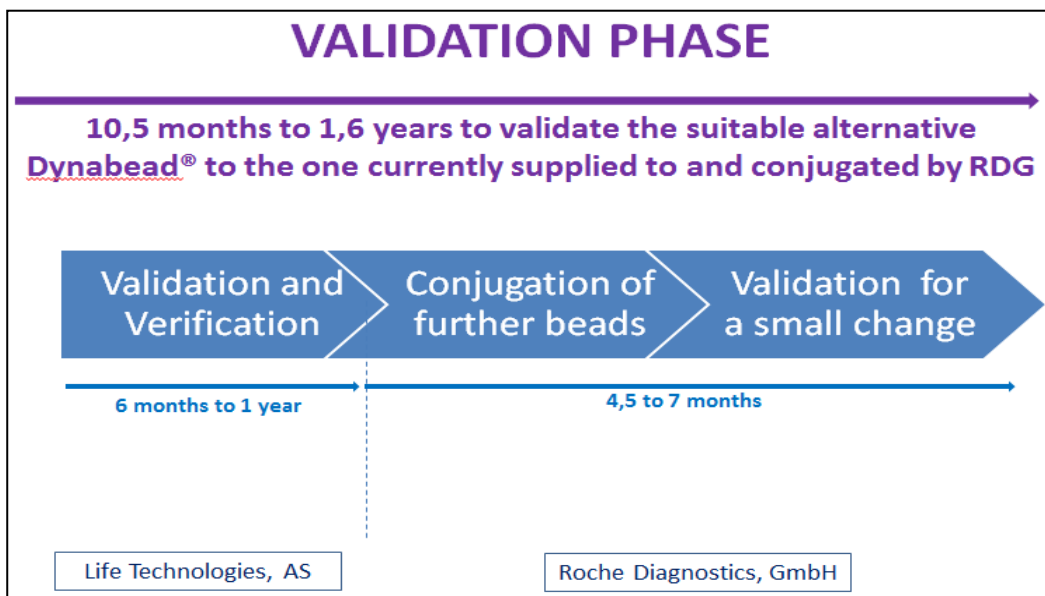 VALIDATION PHASE
10,5 months to 1,6 years to validate the suitable alternative
Dynabead® to the one currently supplied to and conjugated by RDG
Validation and
Verification
Conjugation of
further beads
Validation for
a small change
6 months to 1 year
4,5 to 7 months
Life Technologies, AS
Roche Diagnostics, GmbH